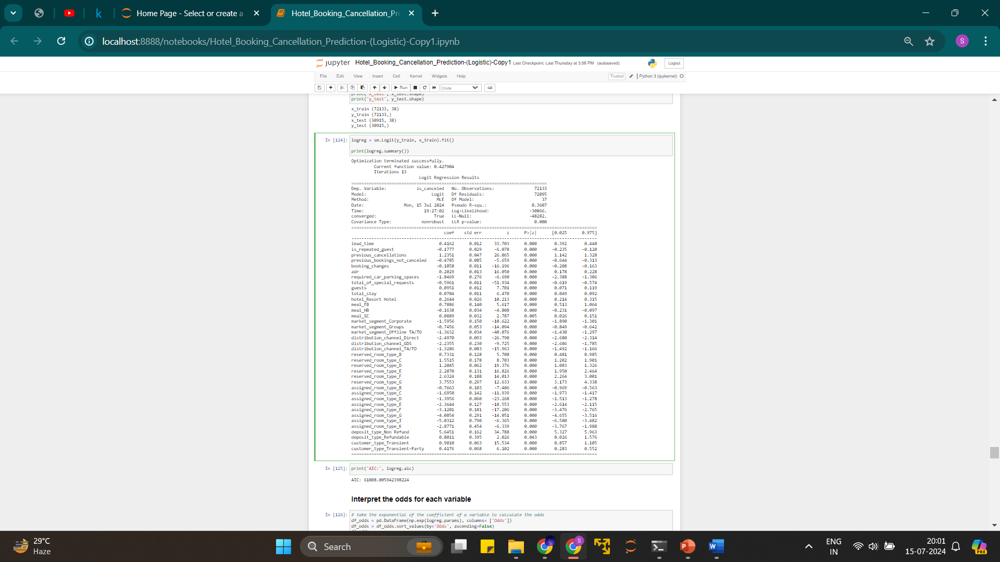 Home Page - Select or create a
Hotel_Booking_Cancellation_Pre
localhost:8888/notebooks/Hotel_Booking_Cancellation_Prediction-(Logistic)-Copy1.ipynb
S
jupyter Hotel_Booking_Cancellation_Prediction-(Logistic)-Copy1 Last Checkpoint: Last Thursday at 3:58 PM (autosaved)
Logout
File Edit View Insert Cell Kernel Widgets Help
Trusted Python 3 (ipykernel) O
Run Code
print('x_test', x_test.shape)
print('y_test', y_test.shape)
x_train (72133, 38)
y_train (72133,)
x_test (30915, 38)
y_test (30915,)
In [124]: logreg = sm.Logit(y_train, x_train).fit()
print(logreg.summary())
Optimization terminated successfully.
Current function value: 0.427904
Iterations 13
Logit Regression Results
==============================================================================
Dep. Variable: is_canceled No. Observations: 72133
Model: Logit Df Residuals: 72095
Method: MLE Df Model: 37
Date: Mon, 15 Jul 2024 Pseudo R-squ.: 0.3607
Time: 19:27:02 Log-Likelihood: -30866.
converged: True LL-Null: -48282.
Covariance Type: nonrobust LLR p-value: 0.000
==================================================================================================
coef std err z P>|z| [0.025 0.975]
--------------------------------------------------------------------------------------------------
lead_time 0.4162 0.012 33.703 0.000 0.392 0.440
is_repeated_guest -0.1777 0.029 -6.078 0.000 -0.235 -0.120
previous_cancellations 1.2351 0.047 26.065 0.000 1.142 1.328
previous_bookings_not_canceled -0.4785 0.085 -5.659 0.000 -0.644 -0.313
booking_changes -0.1858 0.011 -16.196 0.000 -0.208 -0.163
adr 0.2029 0.013 16.050 0.000 0.178 0.228
required_car_parking_spaces -1.8469 0.276 -6.690 0.000 -2.388 -1.306
total_of_special_requests -0.5961 0.011 -51.934 0.000 -0.619 -0.574
guests 0.0951 0.012 7.701 0.000 0.071 0.119
total_stay 0.0704 0.011 6.470 0.000 0.049 0.092
hotel_Resort Hotel 0.2644 0.026 10.213 0.000 0.214 0.315
meal_FB 0.7886 0.140 5.617 0.000 0.513 1.064
meal_HB -0.1638 0.034 -4.808 0.000 -0.231 -0.097
meal_SC 0.0889 0.032 2.787 0.005 0.026 0.151
market_segment_Corporate -1.5956 0.150 -10.622 0.000 -1.890 -1.301
market_segment_Groups -0.7456 0.053 -14.094 0.000 -0.849 -0.642
market_segment_Offline TA/TO -1.3632 0.034 -40.076 0.000 -1.430 -1.297
distribution_channel_Direct -2.4970 0.093 -26.790 0.000 -2.680 -2.314
distribution_channel_GDS -2.2355 0.230 -9.725 0.000 -2.686 -1.785
distribution_channel_TA/TO -1.3286 0.083 -15.963 0.000 -1.492 -1.166
reserved_room_type_B 0.7331 0.128 5.708 0.000 0.481 0.985
reserved_room_type_C 1.5515 0.178 8.703 0.000 1.202 1.901
reserved_room_type_D 1.2045 0.062 19.376 0.000 1.083 1.326
reserved_room_type_E 2.2070 0.131 16.826 0.000 1.950 2.464
reserved_room_type_F 2.6324 0.188 14.013 0.000 2.264 3.001
reserved_room_type_G 3.7553 0.297 12.633 0.000 3.173 4.338
assigned_room_type_B -0.7663 0.103 -7.406 0.000 -0.969 -0.563
assigned_room_type_C -1.6950 0.142 -11.939 0.000 -1.973 -1.417
assigned_room_type_D -1.3956 0.060 -23.268 0.000 -1.513 -1.278
assigned_room_type_E -2.3644 0.127 -18.553 0.000 -2.614 -2.115
assigned_room_type_F -3.1201 0.181 -17.206 0.000 -3.476 -2.765
assigned_room_type_G -4.0854 0.291 -14.051 0.000 -4.655 -3.516
assigned_room_type_I -5.0312 0.790 -6.365 0.000 -6.580 -3.482
assigned_room_type_K -2.8771 0.454 -6.339 0.000 -3.767 -1.988
deposit_type_Non Refund 5.6451 0.162 34.788 0.000 5.327 5.963
deposit_type_Refundable 0.8011 0.395 2.026 0.043 0.026 1.576
customer_type_Transient 0.9810 0.063 15.534 0.000 0.857 1.105
customer_type_Transient-Party 0.4176 0.068 6.102 0.000 0.283 0.552
==================================================================================================
In [125]: print('AIC:', logreg.aic)
AIC: 61808.005942398224
Interpret the odds for each variable
In [126]: # take the exponential of the coefficient of a variable to calculate the odds
df_odds = pd.DataFrame(np.exp(logreg.params), columns= ['Odds'])
df_odds = df_odds.sort_values(by='Odds', ascending=False)
29°C
Haze
Search
ENG
IN
20:01
15-07-2024
PRE